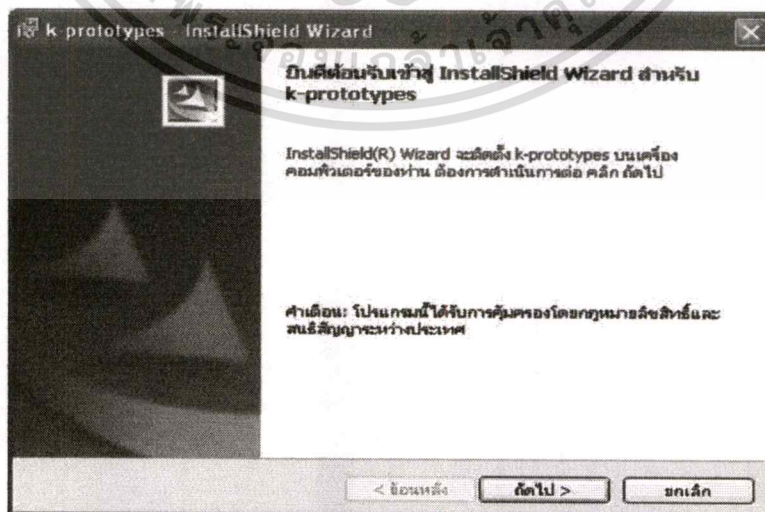 k-prototypes - InstallShield Wizard
ยินดีต้อนรับเข้าสู่ InstallShield Wizard สำหรับ
k-prototypes
InstallShield(R) Wizard จะติดตั้ง k-prototypes บนเครื่อง
คอมพิวเตอร์ของท่าน ต้องการดำเนินการต่อ คลิก ถัดไป
คำเตือน: โปรแกรมนี้ได้รับการคุ้มครองโดยกฎหมายลิขสิทธิ์และ
สนธิสัญญาระหว่างประเทศ
< ย้อนหลัง
ถัดไป >
ยกเลิก